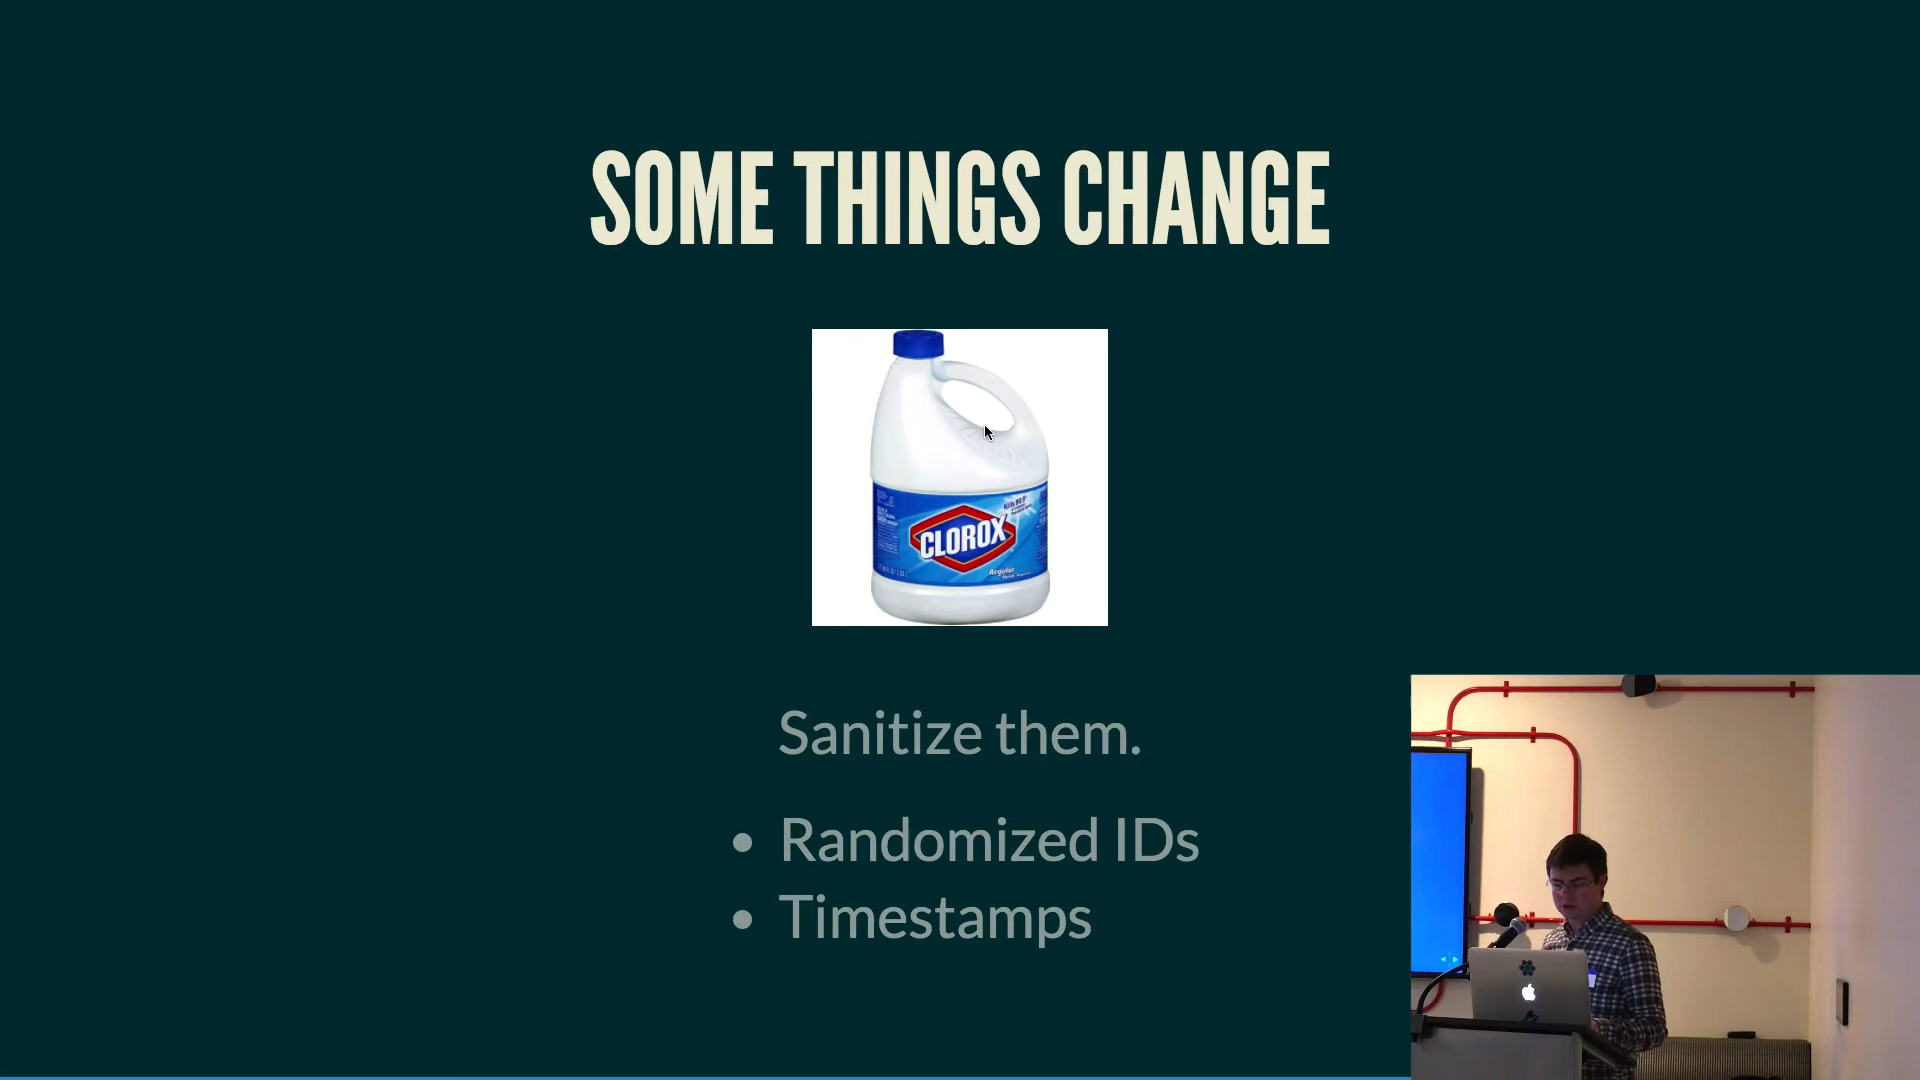 SOME THINGS CHANGE
CLOROX
Regular
Sanitize them.
• Randomized IDs
• Timestamps